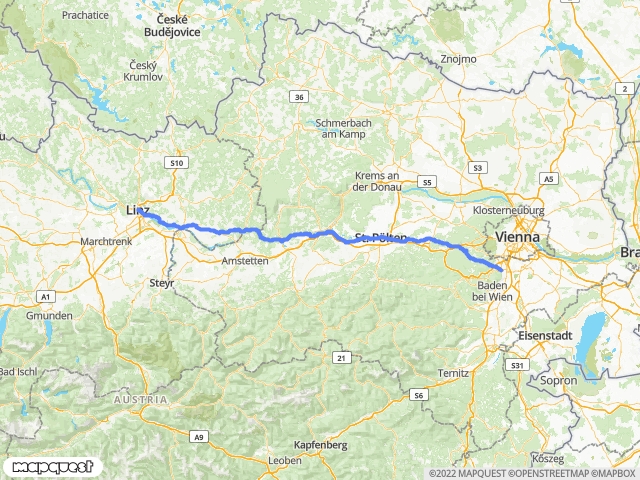 Prachatice
České
Budějovice
Český
Krumlov
Znojmo
2
36
Schmerbach
am Kamp
S10
S3
A5
Krems an
der Donau
S5
Linz
Klosterneuburg
Marchtrenk
St. Pölten
Vienna
Bra
Amstetten
Steyr
Baden
bei Wien
A1
Gmunden
Eisenstadt
Bad Ischl
21
S31
Ternitz
Sopron
AUSTRIA
S6
A9
Kapfenberg
Leoben
Kőszeg
mapquest
©2022 MAPQUEST ©OPENSTREETMAP ©MAPBOX